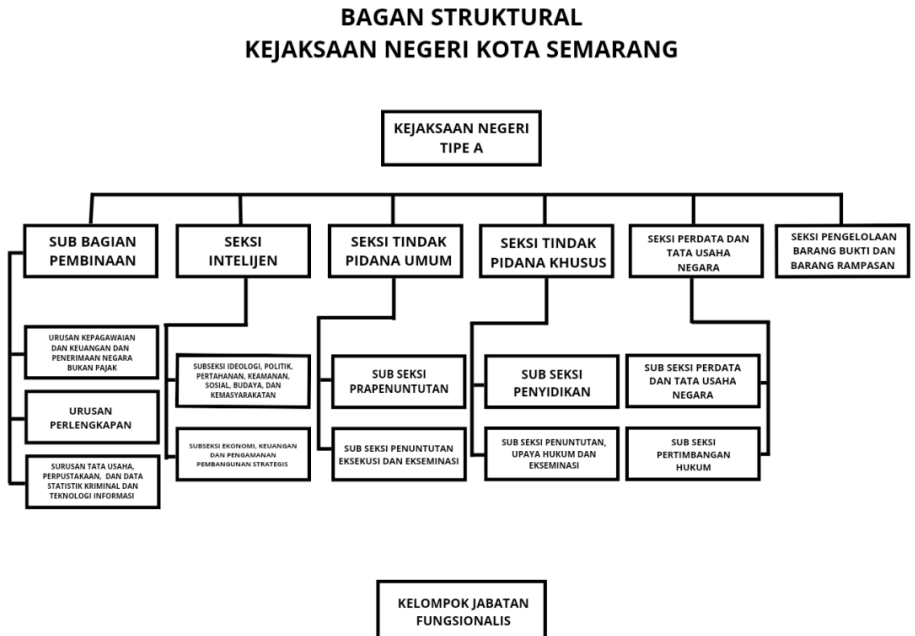 BAGAN STRUKTURAL
KEJAKSAAN NEGERI KOTA SEMARANG
KEJAKSAAN NEGERI
TIPE A
SUB BAGIAN
PEMBINAAN
SEKSI
INTELIJEN
SEKSI TINDAK
PIDANA UMUM
SEKSI TINDAK
PIDANA KHUSUS
SEKSI PERDATA DAN
TATA USAHA
NEGARA
SEKSI PENGELOLAAN
BARANG BUKTI DAN
BARANG RAMPASAN
URUSAN KEPAGAWAIAN
DAN KEUANGAN DAN
PENERIMAAN NEGARA
BUKAN PAJAK
URUSAN
PERLENGKAPAN
SURUSAN TATA USAHA,
PERPUSTAKAAN, DAN DATA
STATISTIK KRIMINAL DAN
TEKNOLOGI INFORMASI
SUBSEKSI IDEOLOGI, POLITIK,
PERTAHANAN, KEAMANAN,
SOSIAL, BUDAYA, DAN
KEMASYARAKATAN
SUBSEKSI EKONOMI, KEUANGAN
DAN PENGAMANAN
PEMBANGUNAN STRATEGIS
SUB SEKSI
PRAPENUNTUTAN
SUB SEKSI PENUNTUTAN
EKSEKUSI DAN EKSEMINASI
SUB SEKSI
PENYIDIKAN
SUB SEKSI PENUNTUTAN,
UPAYA HUKUM DAN
EKSEMINASI
SUB SEKSI PERDATA
DAN TATA USAHA
NEGARA
SUB SEKSI
PERTIMBANGAN
HUKUM
KELOMPOK JABATAN
FUNGSIONALIS